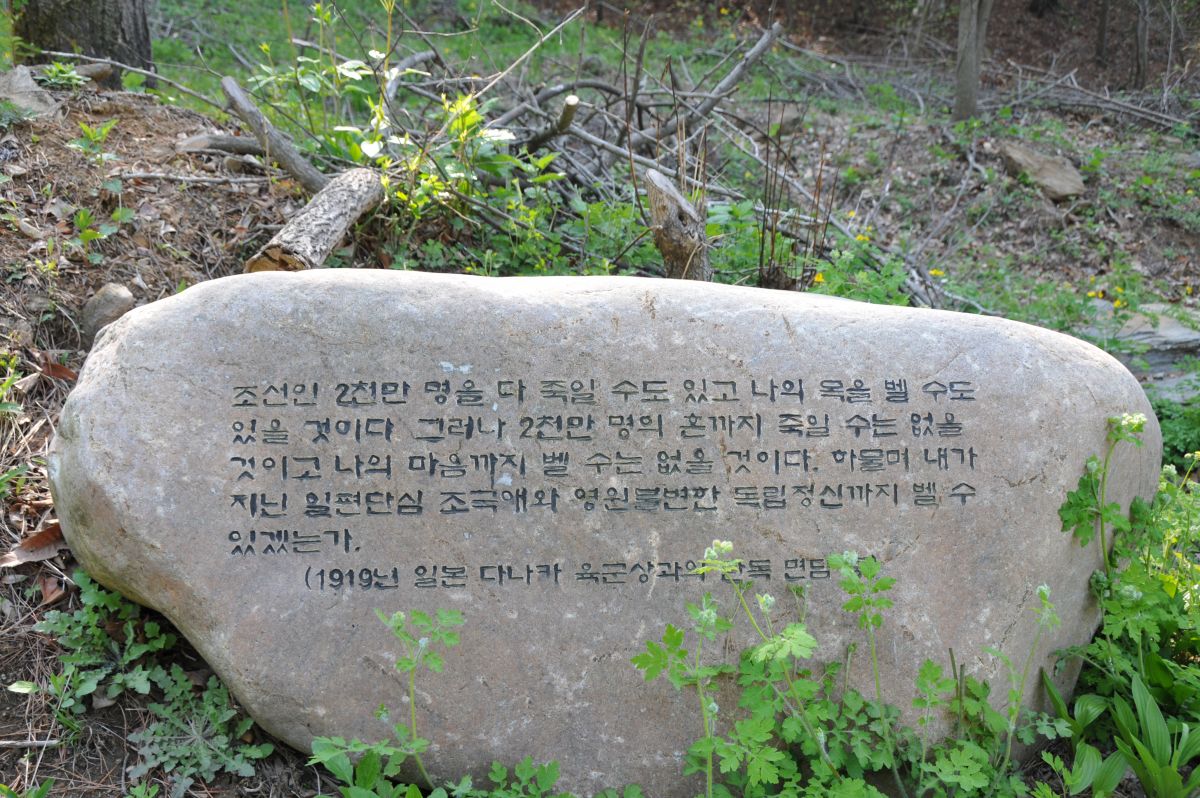 조선인 2천만 명을 다 죽일 수도 있고 나의 목을 벨 수도
있을 것이다 그러나 2천만 명의 혼까지 죽일 수는 없을
것이고 나의 마음까지 벨 수는 없을 것이다. 하물며 내가
지닌 일편단심 조국애와 영원불변한 독립정신까지 벨 수
있겠는가.
(1919년 일본 다나카 육군상과의 단독 면담